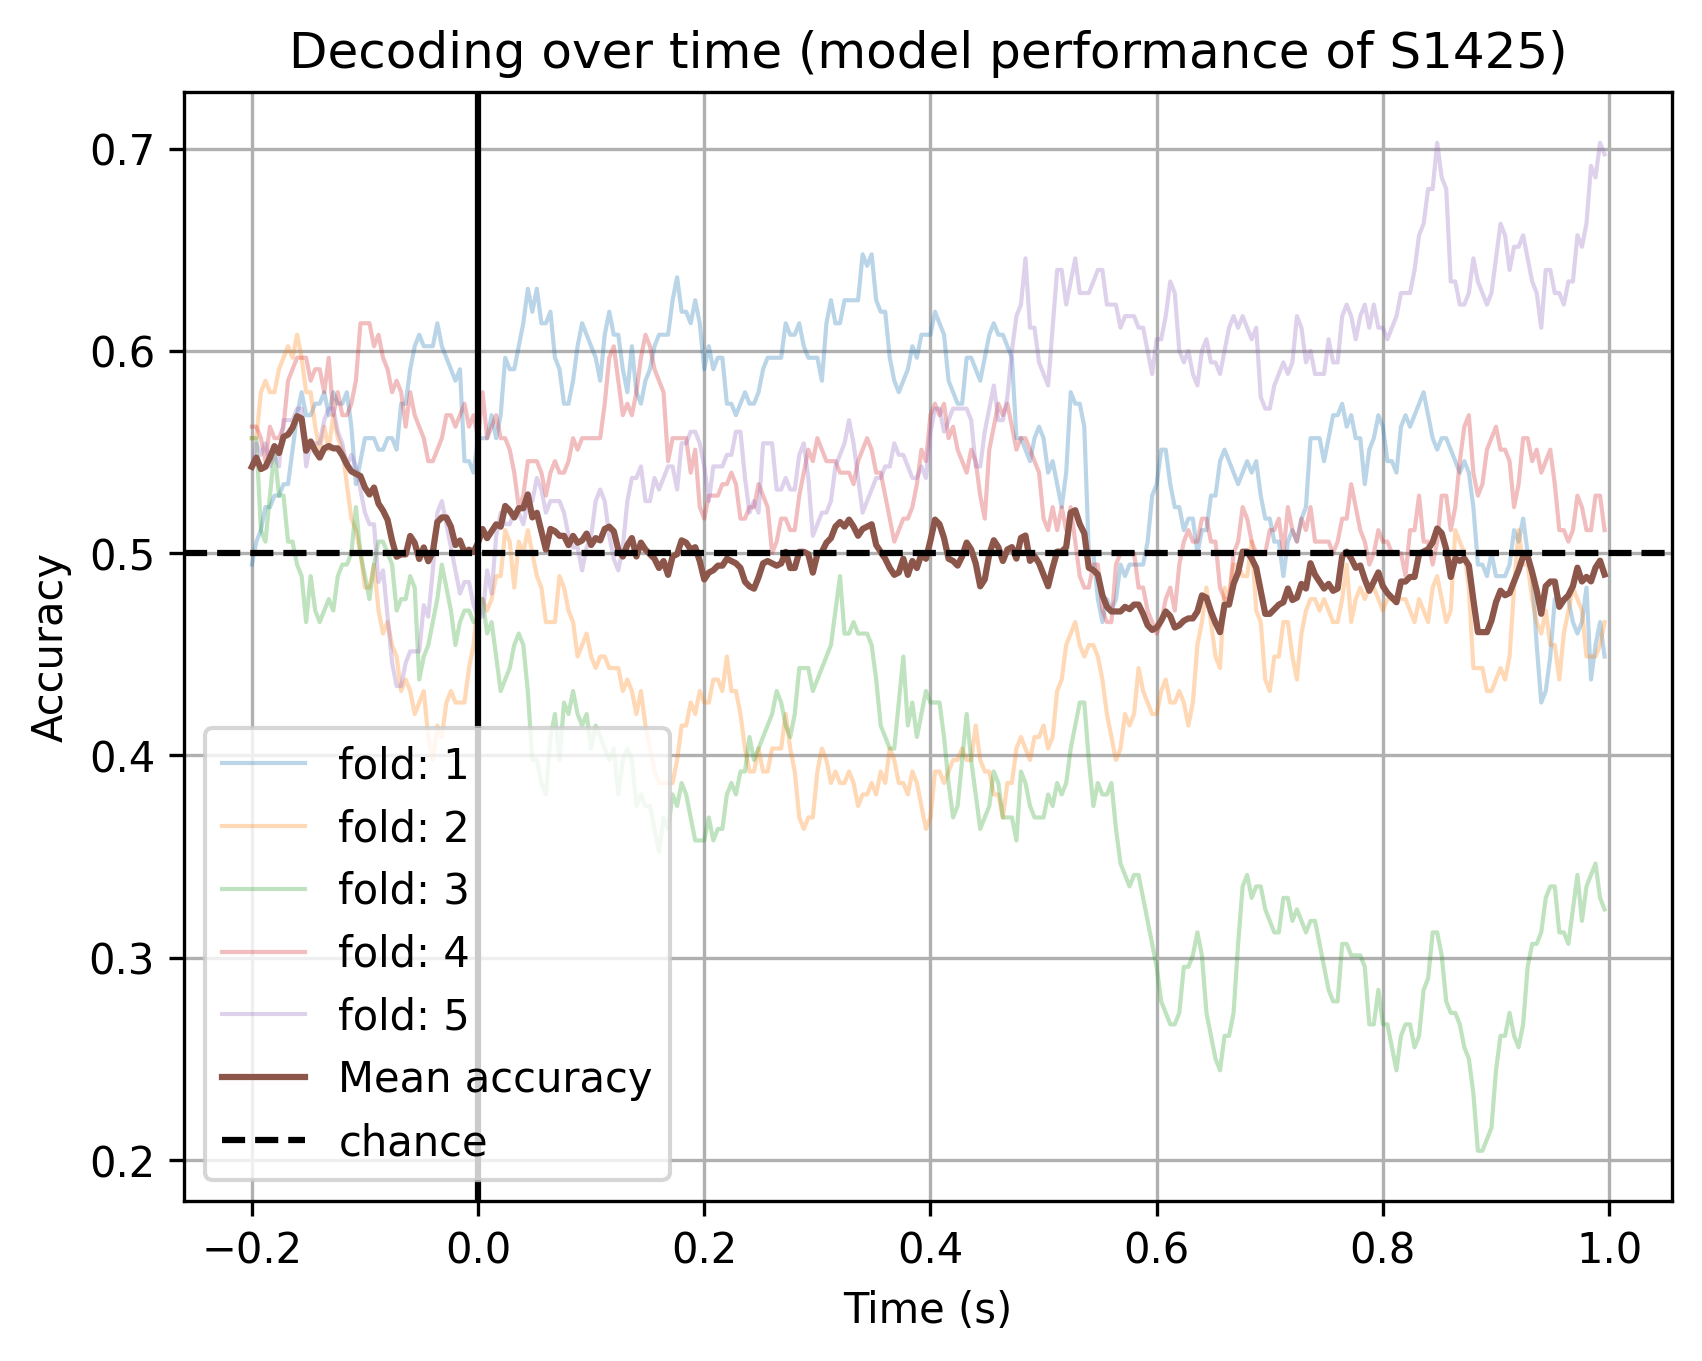 Decoding over time (model performance of S1425)
0.7
0.6
0.5
0.4
0.3
0.2
Accuracy
fold: 1
fold: 2
fold: 3
fold: 4
fold: 5
Mean accuracy
chance
−0.2 0.0 0.2 0.4 0.6 0.8 1.0
Time (s)